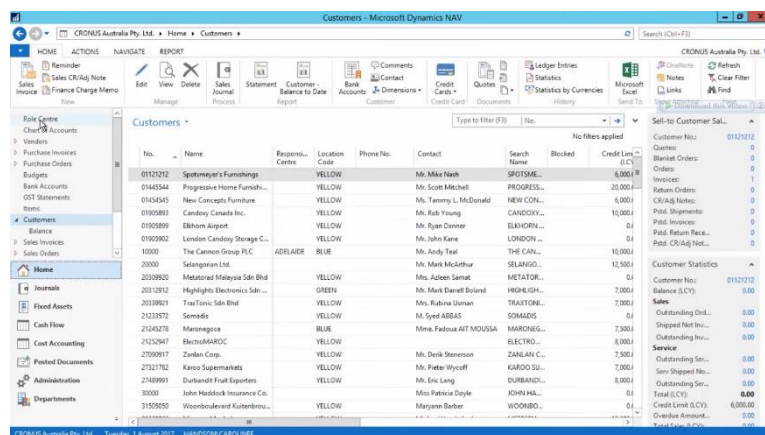 Customers - Microsoft Dynamics NAV
CRONUS Australia Pty. Ltd. Home Customers
Search (Ctrl+F3)
HOME ACTIONS NAVIGATE REPORT
CRONUS Australia Pty. Ltd.
Sales Invoice
Reminder
Sales CR/Adj Note
Finance Charge Memo
New
Edit View Delete
Manage
Sales Journal
Process
Statement
Customer - Balance to Date
Report
Bank Accounts
Comments
Contact
Dimensions
Customer
Credit Cards
Credit Card
Quotes
Documents
Ledger Entries
Statistics
Statistics by Currencies
History
Microsoft Excel
Send To
OneNote
Notes
Links
Refresh
Clear Filter
Find
Download this Video
Role Centre
Chart of Accounts
Vendors
Purchase Invoices
Purchase Orders
Budgets
Bank Accounts
GST Statements
Items
Customers
Balance
Sales Invoices
Sales Orders
Home
Journals
Fixed Assets
Cash Flow
Cost Accounting
Posted Documents
Administration
Departments
Customers
Type to filter (F3) No.
No filters applied
No. Name Responsi... Centre Location Code Phone No. Contact Search Name Blocked Credit Limi (LCY
01121212 Spotsmeyer's Furnishings YELLOW Mr. Mike Nash SPOTSME... 6,000.
01445544 Progressive Home Furnishi... YELLOW Mr. Scott Mitchell PROGRESS... 20,000.
01454545 New Concepts Furniture YELLOW Ms. Tammy L. McDonald NEW CON... 6,000.
01905893 Candoxy Canada Inc. YELLOW Mr. Rob Young CANDOXY... 10,000.
01905899 Elkhorn Airport YELLOW Mr. Ryan Danner ELKHORN ... 0.
01905902 London Candoxy Storage C... YELLOW Mr. John Kane LONDON ... 0.
10000 The Cannon Group PLC ADELAIDE BLUE Mr. Andy Teal THE CAN... 10,000.
20000 Selangorian Ltd. Mr. Mark McArthur SELANGO... 12,500.
20309920 Metatorad Malaysia Sdn Bhd YELLOW Mrs. Azleen Samat METATOR... 0.
20312912 Highlights Electronics Sdn ... GREEN Mr. Mark Darrell Boland HIGHLIGH... 7,000.
20339921 TraxTonic Sdn Bhd YELLOW Mrs. Rubina Usman TRAXTONI... 7,000.
21233572 Somadis YELLOW M. Syed ABBAS SOMADIS 0.
21245278 Maronegoce BLUE Mme. Fadoua AIT MOUSSA MARONEG... 7,500.
21252947 ElectroMAROC YELLOW ELECTRO... 8,000.
27090917 Zanlan Corp. YELLOW Mr. Derik Stenerson ZANLAN C... 7,500.
27321782 Karoo Supermarkets YELLOW Mr. Pieter Wycoff KAROO SU... 7,000.
27489991 Durbandit Fruit Exporters YELLOW Mr. Eric Lang DURBANDI... 8,000.
30000 John Haddock Insurance Co. Miss Patricia Doyle JOHN HA... 0.
31505050 Woonboulevard Kuitenbrou... YELLOW Maryann Barber WOONBO...
Sell-to Customer Sal...
Customer No.: 01121212
Quotes: 0
Blanket Orders: 0
Orders: 0
Invoices: 1
Return Orders: 0
CR/Adj Notes: 0
Pstd. Shipments: 0
Pstd. Invoices: 0
Pstd. Return Rece... 0
Pstd. CR/Adj Not... 0
Customer Statistics
Customer No.: 01121212
Balance (LCY): 0.00
Sales
Outstanding Ord... 0.00
Shipped Not Inv... 0.00
Outstanding Inv... 0.00
Service
Outstanding Ser... 0.00
Serv Shipped No... 0.00
Outstanding Ser... 0.00
Total (LCY): 0.00
Credit Limit (LCY): 6,000.00
Overdue Amount... 0.00
Total Sales (LCY): 0.00
CRONUS Australia Pty. Ltd. Tuesday, 1 August 2017